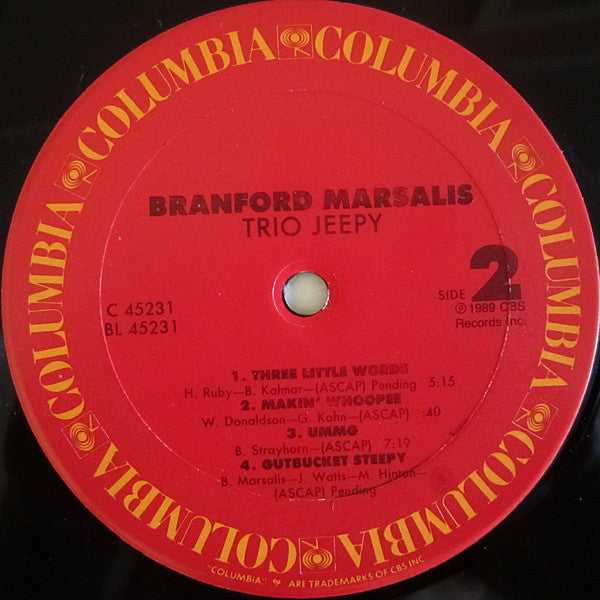 COLUMBIA COLUMBIA COLUMBIA COLUMBIA COLUMBIA COLUMBIA
BRANFORD MARSALIS
TRIO JEEPY
C 45231
BL 45231
SIDE 2
℗ 1989 CBS
Records Inc.
1. THREE LITTLE WORDS
H. Ruby—B. Kalmar—(ASCAP) Pending 5:15
2. MAKIN' WHOOPEE
W. Donaldson—G. Kahn—(ASCAP) :40
3. UMMG
B. Strayhorn—(ASCAP) 7:19
4. GUTBUCKET STEEPY
B. Marsalis—J. Watts—M. Hinton—
(ASCAP) Pending
"COLUMBIA," ARE TRADEMARKS OF CBS INC.